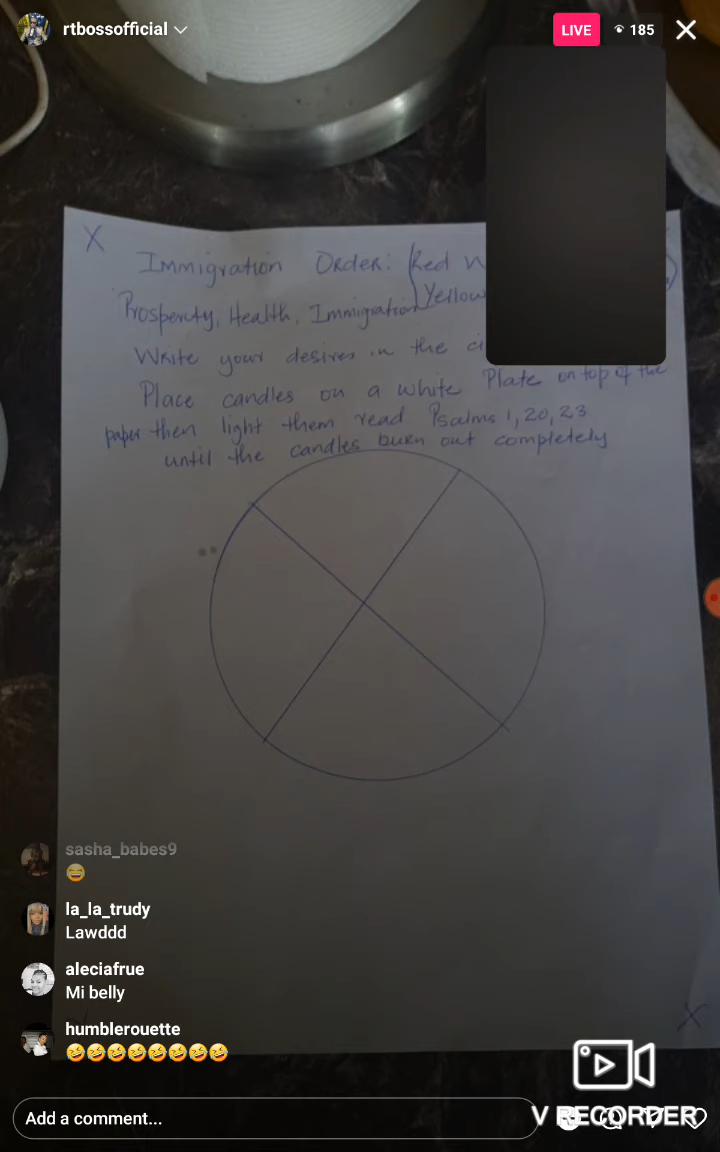 rtbossofficial
LIVE
185
X
Immigration Order: (Red
Prosperity, Health, Immigration Yellow
Write your desires in the
Place candles on a white Plate on top of the
paper then light them read Psalms 1, 20, 23
until the candles burn out completely
X
sasha_babes9
😂
la_la_trudy
Lawddd
aleciafrue
Mi belly
humblerouette
🤣🤣🤣🤣🤣🤣🤣🤣
Add a comment...
V RECORDER